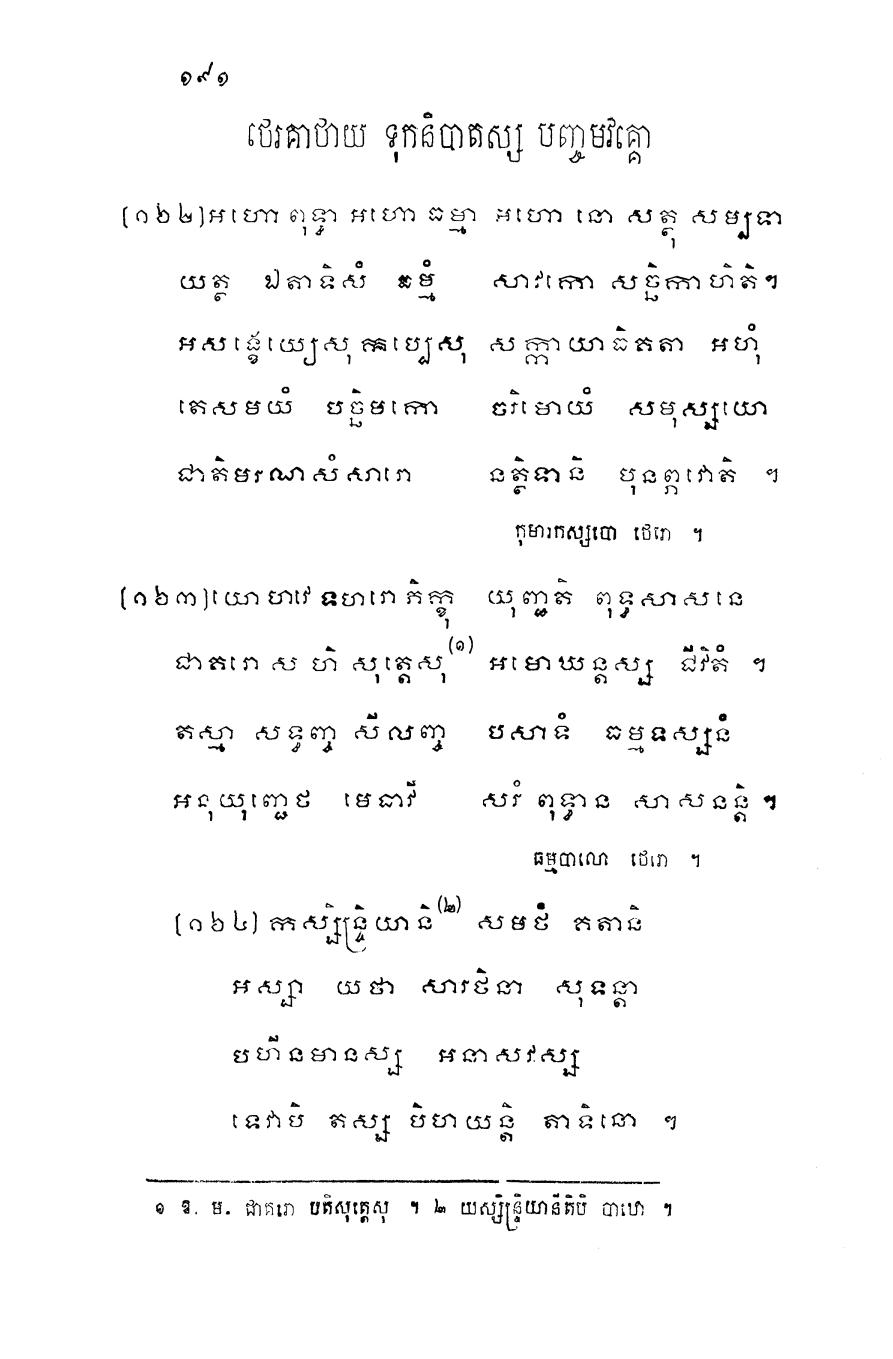 ១៩១
ថេរគាថាយ ទុកនិបាតស្ស បញ្ចមវគ្គោ
(១៦២) អហោ ពុទ្ធា អហោ ធម្មា អហោ នោ សត្ថុ សម្បទា
យត្ថ ឯតាទិសំ ធម្មំ សាវកោ សច្ឆិកាហិតិ។
អសង្ខេយ្យេសុ កប្បេសុ សក្កាយាធិគតា អហុំ
តេសមយំ បច្ឆិមកោ ចរិមោយំ សមុស្សយោ
ជាតិមរណសំសារោ នត្ថិទានិ បុនព្ភវោតិ ។
កុមារកស្សបោ ថេរោ ។
(១៦៣) យោ ហវេ ទហរោ ភិក្ខុ យុញ្ជតិ ពុទ្ធសាសនេ
ជាគរោ ស ហិ សុត្តេសុ(១) អមោឃន្តស្ស ជីវិតំ ។
តស្មា សទ្ធញ្ច សីលញ្ច បសាទំ ធម្មទស្សនំ
អនុយុញ្ជេថ មេធាវី សរំ ពុទ្ធាន សាសនន្តិ ។
ធម្មបាលោ ថេរោ ។
(១៦៤) កស្សិន្ទ្រិយានិ(២) សមថំ គតានិ
អស្សា យថា សារថិនា សុទន្តា
បហីនមានស្ស អនាសវស្ស
ទេវាបិ តស្ស បិហយន្តិ តាទិនោ ។
១ ឱ. ម. ជាគរោ បតិសុត្តេសុ ។ ២ យស្សិន្ទ្រិយានីតិបិ បាឋោ ។